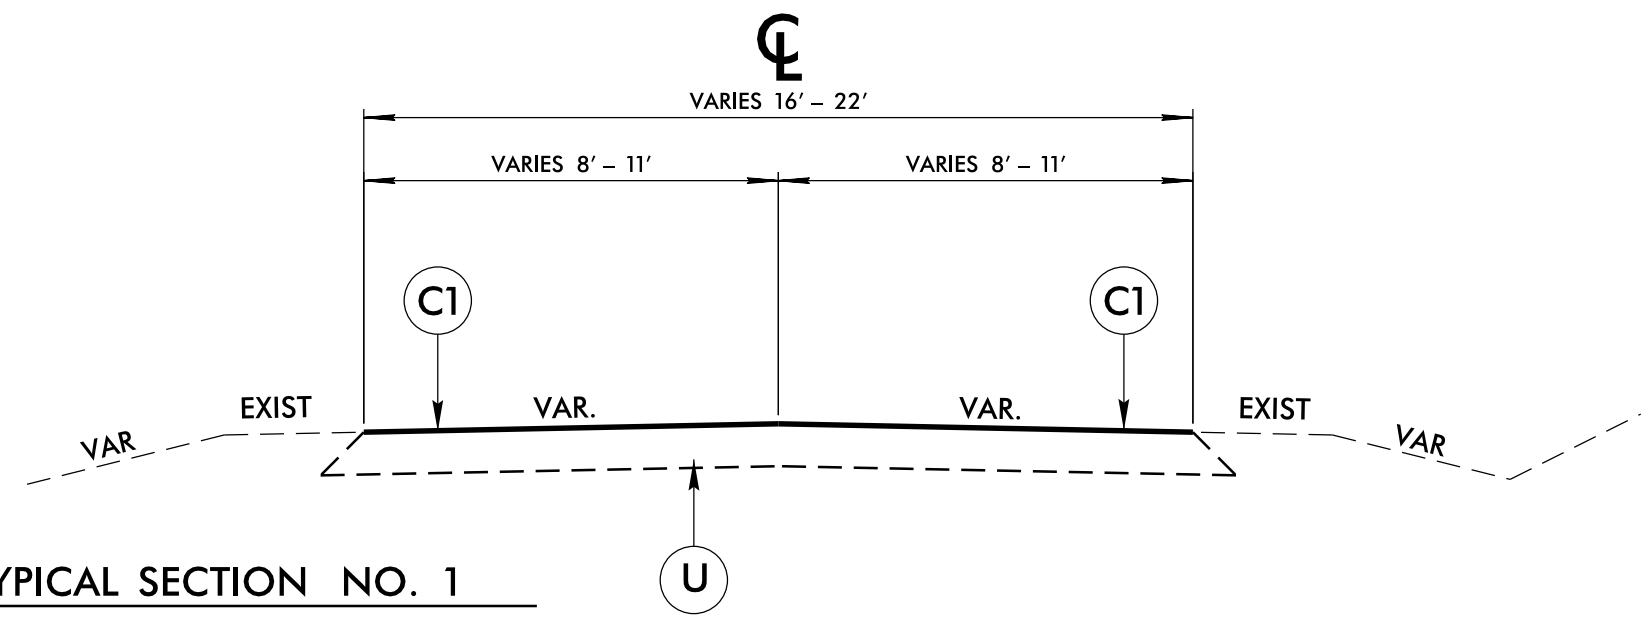 ℄
VARIES 16' – 22'
VARIES 8' – 11' VARIES 8' – 11'
C1 C1
VAR EXIST VAR. VAR. EXIST VAR
U
YPICAL SECTION NO. 1